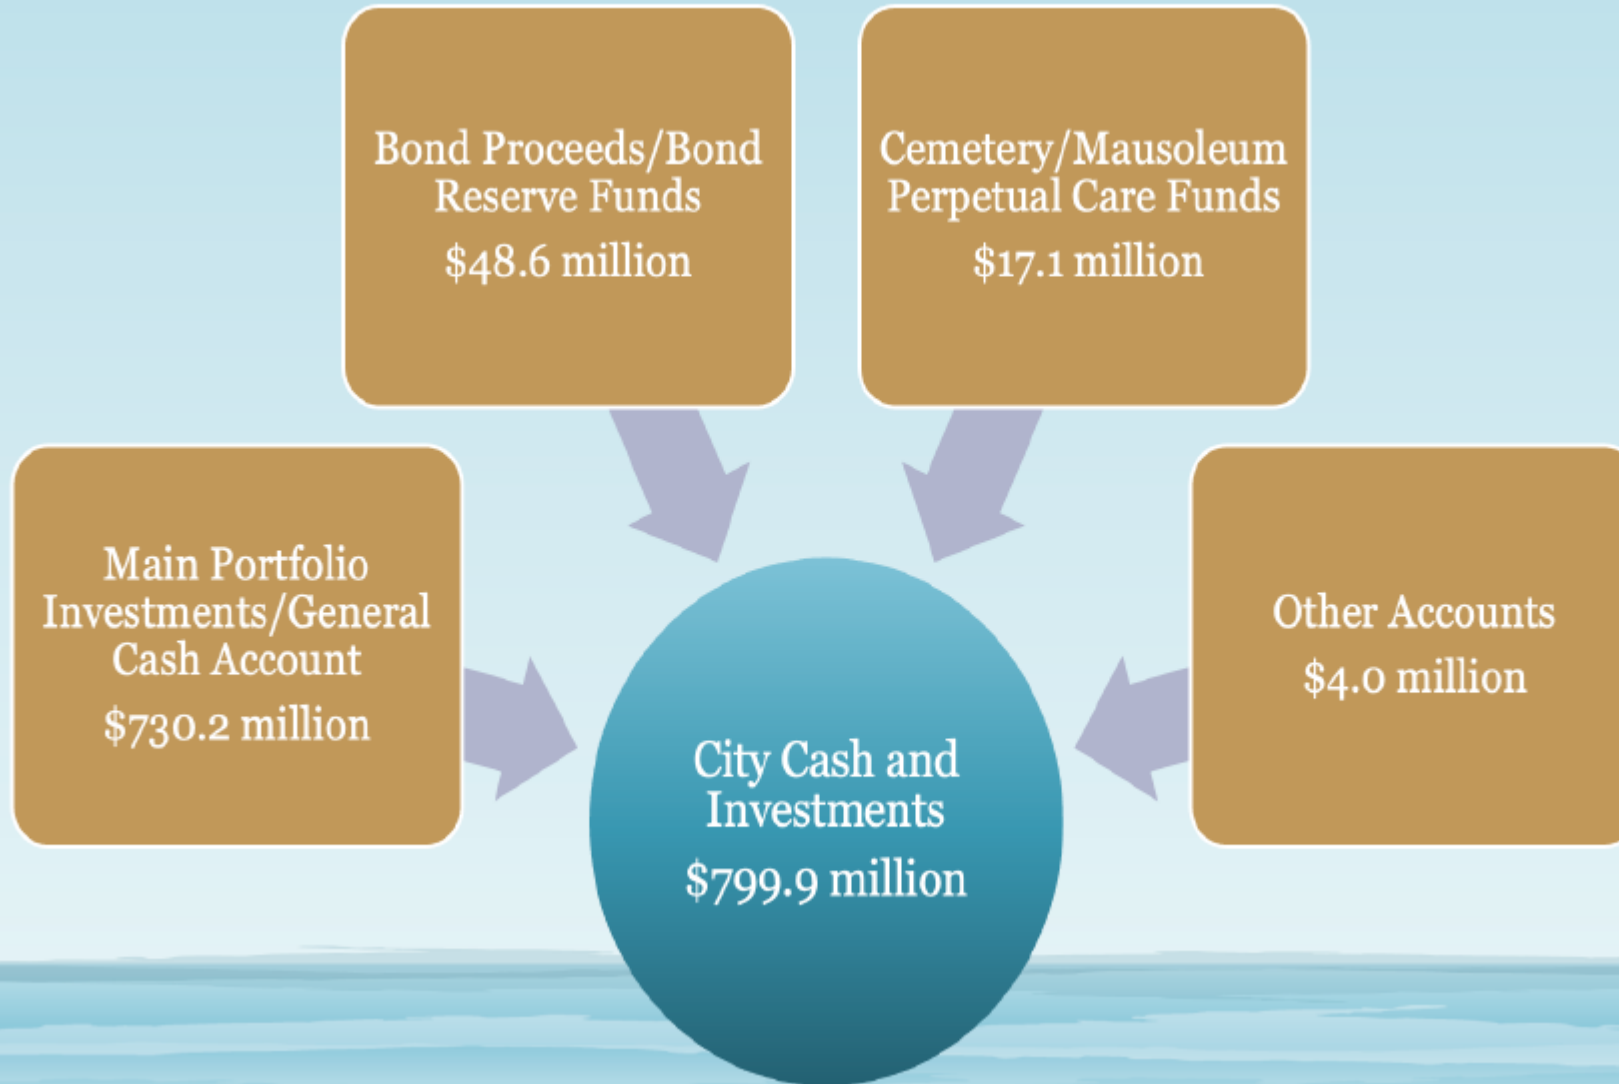 Bond Proceeds/Bond
Reserve Funds
$48.6 million
Cemetery/Mausoleum
Perpetual Care Funds
$17.1 million
Main Portfolio
Investments/General
Cash Account
$730.2 million
Other Accounts
$4.0 million
City Cash and
Investments
$799.9 million